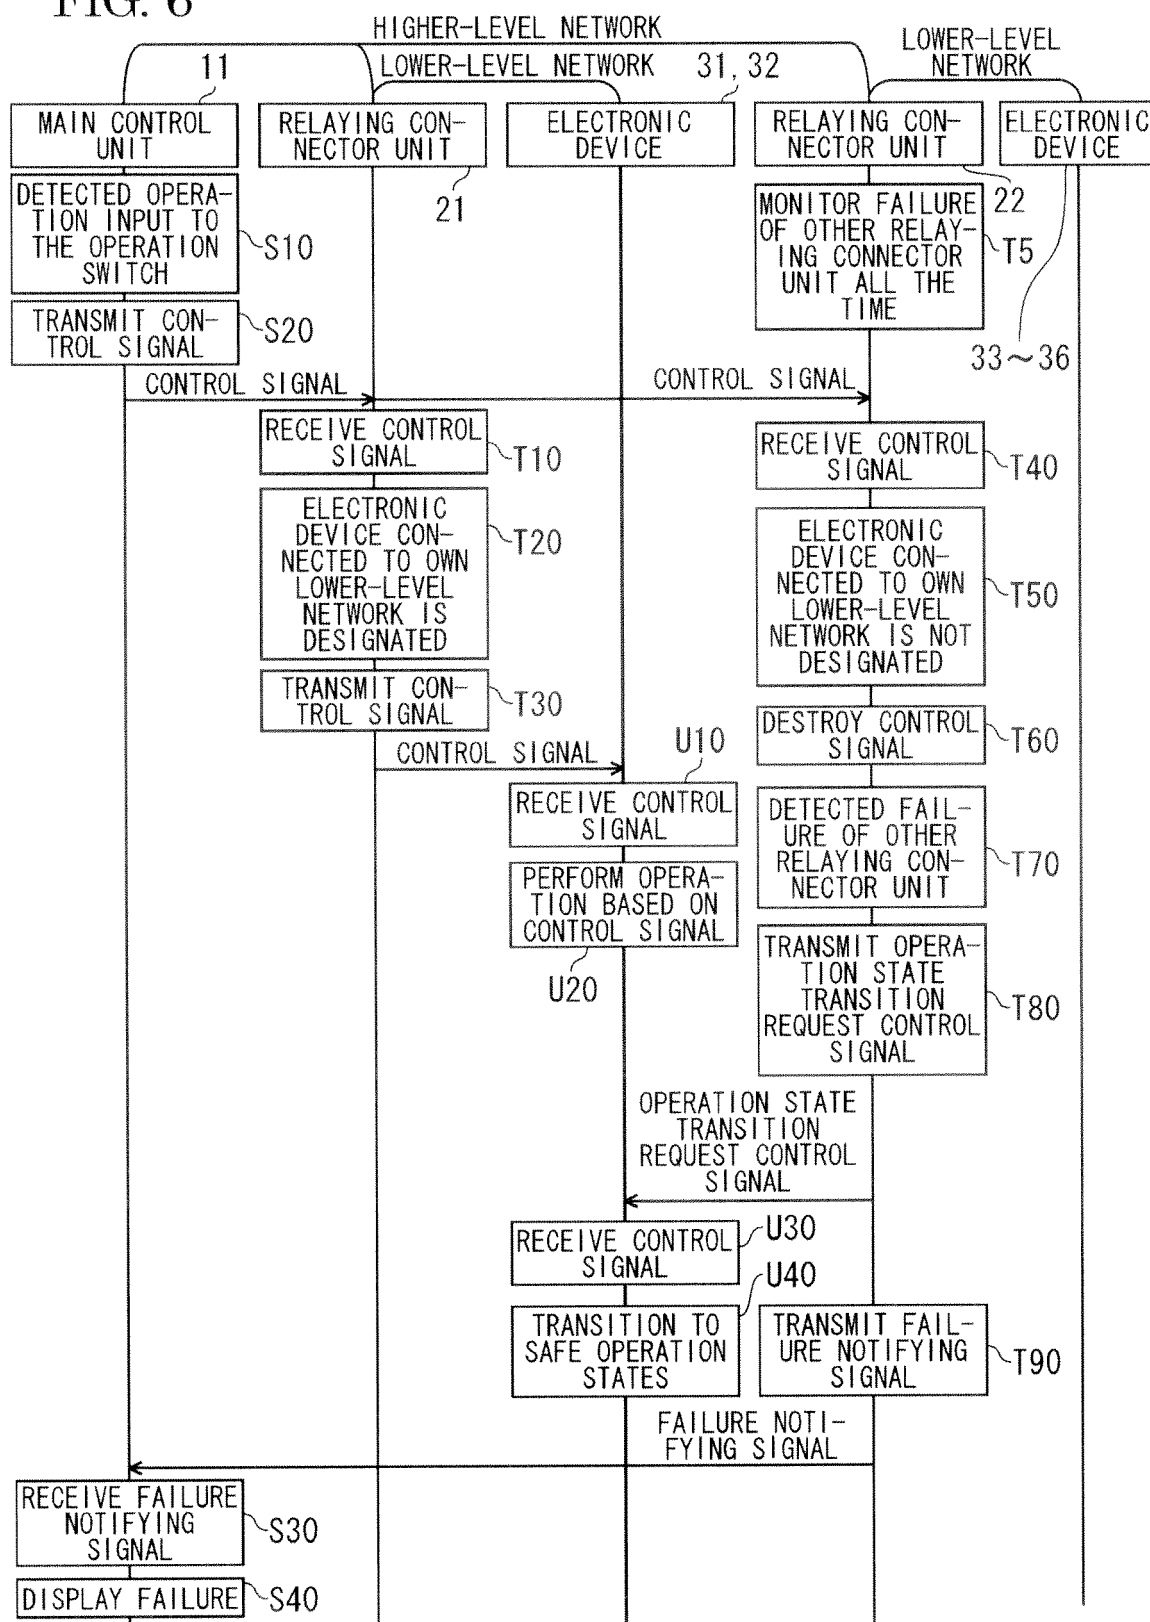 FIG. 6
HIGHER-LEVEL NETWORK
LOWER-LEVEL
NETWORK
LOWER-LEVEL NETWORK
11
31, 32
MAIN CONTROL
UNIT
RELAYING CON-
NECTOR UNIT
ELECTRONIC
DEVICE
RELAYING CON-
NECTOR UNIT
ELECTRONIC
DEVICE
21
22
DETECTED OPERA-
TION INPUT TO
THE OPERATION
SWITCH
S10
MONITOR FAILURE
OF OTHER RELAY-
ING CONNECTOR
UNIT ALL THE
TIME
T5
TRANSMIT CON-
TROL SIGNAL
S20
33~36
CONTROL SIGNAL
CONTROL SIGNAL
RECEIVE CONTROL
SIGNAL
T10
RECEIVE CONTROL
SIGNAL
T40
ELECTRONIC
DEVICE CON-
NECTED TO OWN
LOWER-LEVEL
NETWORK IS
DESIGNATED
T20
ELECTRONIC
DEVICE CON-
NECTED TO OWN
LOWER-LEVEL
NETWORK IS NOT
DESIGNATED
T50
TRANSMIT CON-
TROL SIGNAL
T30
DESTROY CONTROL
SIGNAL
T60
CONTROL SIGNAL
U10
RECEIVE CONTROL
SIGNAL
DETECTED FAIL-
URE OF OTHER
RELAYING CON-
NECTOR UNIT
T70
PERFORM OPERA-
TION BASED ON
CONTROL SIGNAL
U20
TRANSMIT OPERA-
TION STATE
TRANSITION
REQUEST CONTROL
SIGNAL
T80
OPERATION STATE
TRANSITION
REQUEST CONTROL
SIGNAL
RECEIVE CONTROL
SIGNAL
U30
U40
TRANSITION TO
SAFE OPERATION
STATES
TRANSMIT FAIL-
URE NOTIFYING
SIGNAL
T90
FAILURE NOTI-
FYING SIGNAL
RECEIVE FAILURE
NOTIFYING
SIGNAL
S30
DISPLAY FAILURE
S40